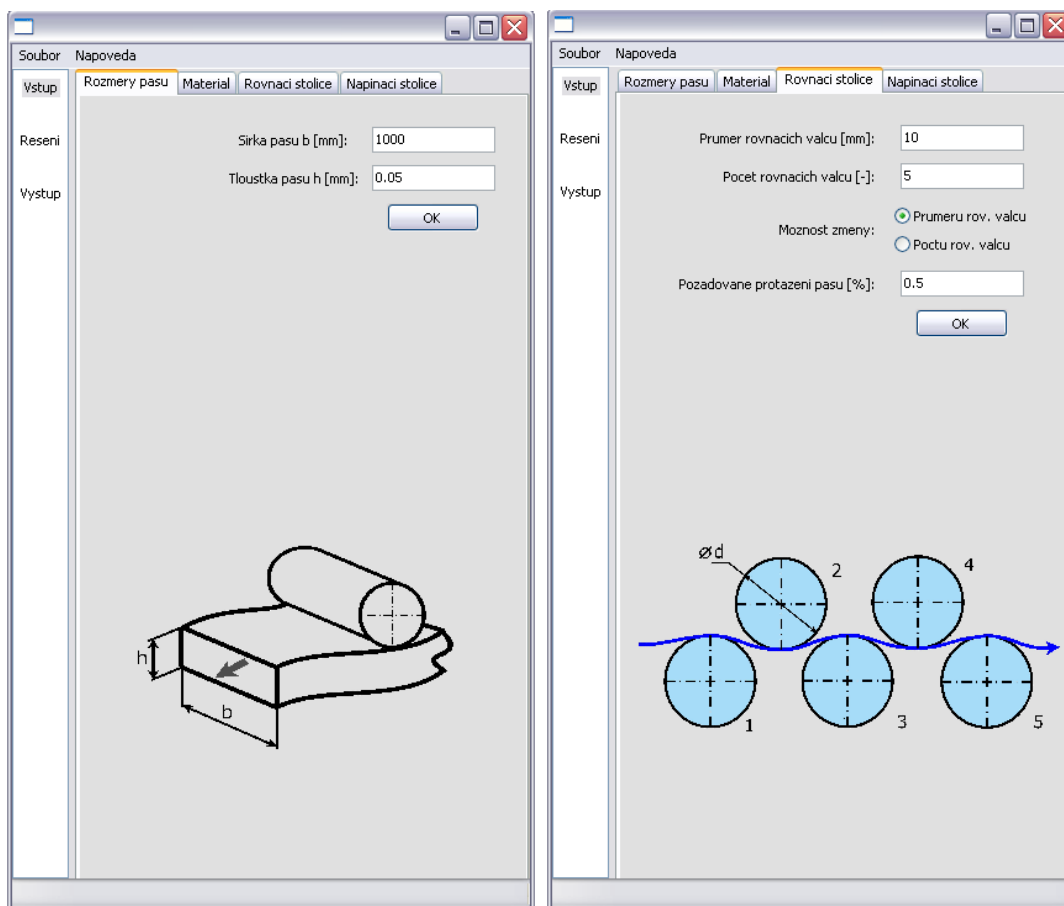 Soubor Napoveda
Vstup
Reseni
Vystup
Rozmery pasu Material Rovnaci stolice Napinaci stolice
Sirka pasu b [mm]: 1000
Tloustka pasu h [mm]: 0.05
OK
h
b
Soubor Napoveda
Vstup
Reseni
Vystup
Rozmery pasu Material Rovnaci stolice Napinaci stolice
Prumer rovnacich valcu [mm]: 10
Pocet rovnacich valcu [-]: 5
Moznost zmeny:
Prumeru rov. valcu
Poctu rov. valcu
Pozadovane protazeni pasu [%]: 0.5
OK
ød
2
4
1
3
5